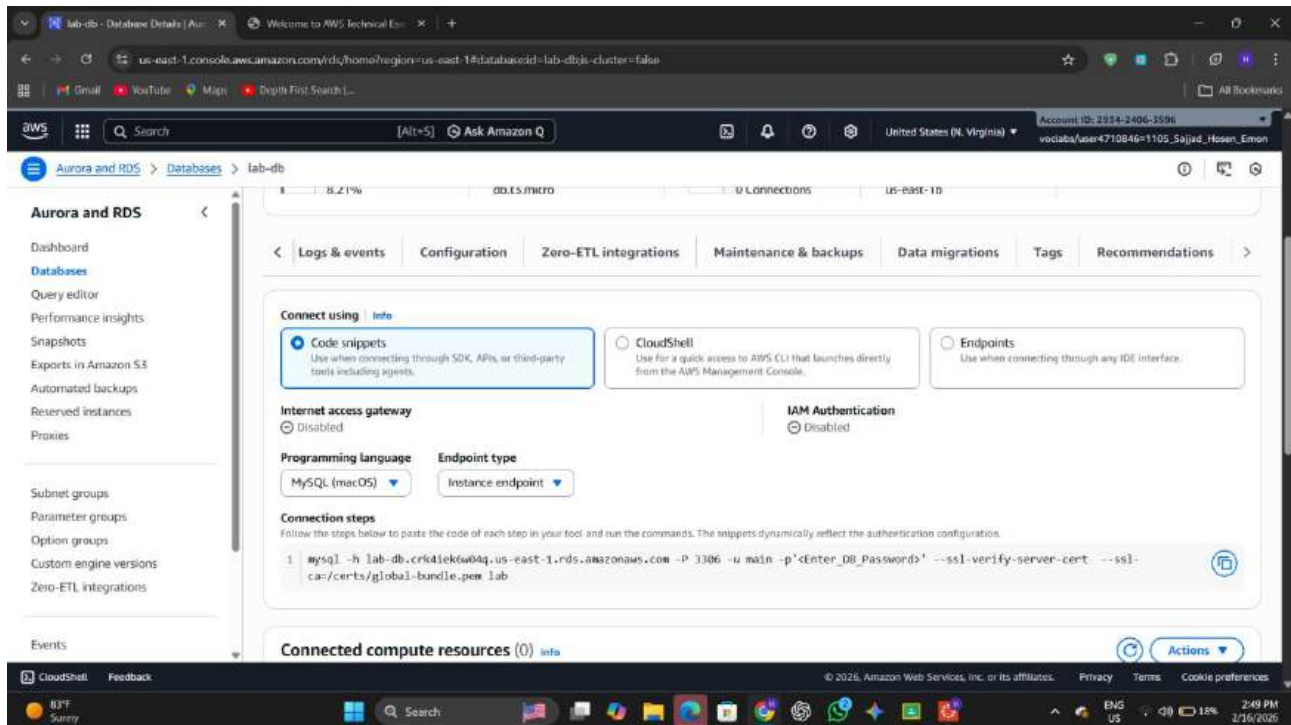 lab-db - Database Details | Aur
Welcome to AWS Technical Ess
us-east-1.console.aws.amazon.com/rds/home?region=us-east-1#database:id=lab-db;is-cluster=false
Gmail
YouTube
Maps
Depth First Search (...
All Bookmarks
aws
Search
[Alt+S]
Ask Amazon Q
United States (N. Virginia)
Account ID: 2934-2406-3596
voclabs/user4710846=1105_Sajjad_Hosen_Emon
Aurora and RDS > Databases > lab-db
Aurora and RDS
Dashboard
Databases
Query editor
Performance insights
Snapshots
Exports in Amazon S3
Automated backups
Reserved instances
Proxies
Subnet groups
Parameter groups
Option groups
Custom engine versions
Zero-ETL integrations
Events
8.21%
db.t3.micro
0 Connections
us-east-1b
Logs & events
Configuration
Zero-ETL integrations
Maintenance & backups
Data migrations
Tags
Recommendations
Connect using Info
Code snippets
Use when connecting through SDK, APIs, or third-party
tools including agents.
CloudShell
Use for a quick access to AWS CLI that launches directly
from the AWS Management Console.
Endpoints
Use when connecting through any IDE interface.
Internet access gateway
Disabled
IAM Authentication
Disabled
Programming language
MySQL (macOS)
Endpoint type
Instance endpoint
Connection steps
Follow the steps below to paste the code of each step in your tool and run the commands. The snippets dynamically reflect the authentication configuration.
1 mysql -h lab-db.crk4iek6w04q.us-east-1.rds.amazonaws.com -P 3306 -u main -p'<Enter_DB_Password>' --ssl-verify-server-cert --ssl-
ca=/certs/global-bundle.pem lab
Connected compute resources (0) Info
Actions
CloudShell
Feedback
© 2026, Amazon Web Services, Inc. or its affiliates.
Privacy
Terms
Cookie preferences
83°F
Sunny
Search
ENG
US
18%
2:49 PM
2/16/2026